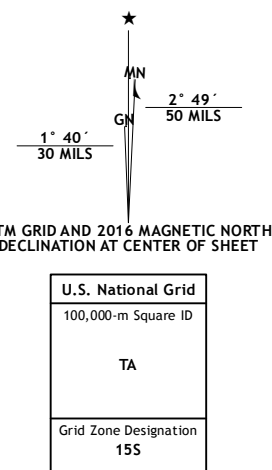 ★
MN
GN
2° 49´
50 MILS
1° 40´
30 MILS
TM GRID AND 2016 MAGNETIC NORTH
DECLINATION AT CENTER OF SHEET
U.S. National Grid
100,000-m Square ID
TA
Grid Zone Designation
15S